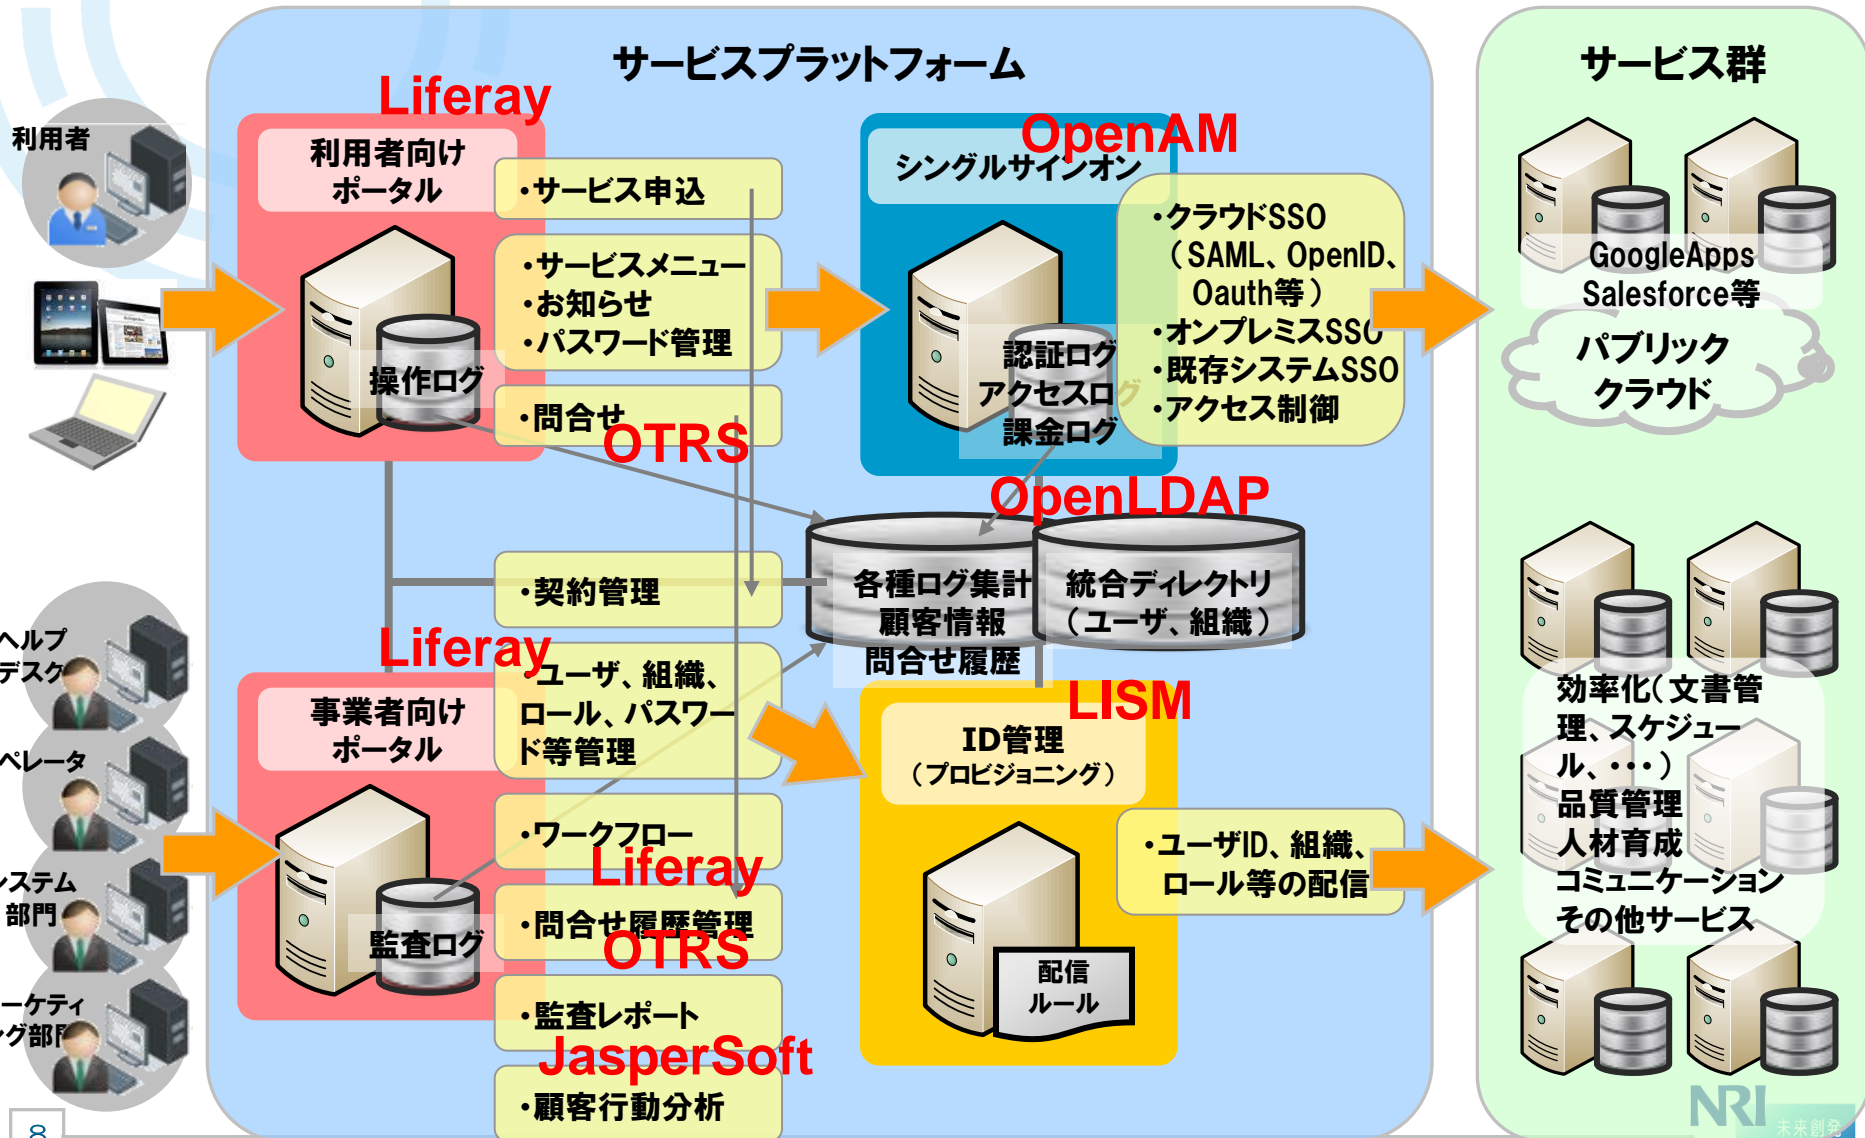 サービスプラットフォーム
サービス群
Liferay
利用者
利用者向け
ポータル
・サービス申込
・サービスメニュー
・お知らせ
・パスワード管理
操作ログ
・問合せ
OTRS
OpenAM
シングルサインオン
・クラウドSSO
（SAML、OpenID、
Oauth等）
・オンプレミスSSO
・既存システムSSO
・アクセス制御
認証ログ
アクセスログ
課金ログ
GoogleApps
Salesforce等
パブリック
クラウド
OpenLDAP
各種ログ集計
顧客情報
問合せ履歴
統合ディレクトリ
（ユーザ、組織）
・契約管理
Liferay
ヘルプ
デスク
ペレータ
システム
部門
ーケティ
ング部門
事業者向け
ポータル
・ユーザ、組織、
ロール、パスワー
ド等管理
監査ログ
・ワークフロー
Liferay
・問合せ履歴管理
OTRS
・監査レポート
JasperSoft
・顧客行動分析
LISM
ID管理
（プロビジョニング）
・ユーザID、組織、
ロール等の配信
配信
ルール
効率化（文書管
理、スケジュー
ル、・・・）
品質管理
人材育成
コミュニケーション
その他サービス
NRI
未来創発
8